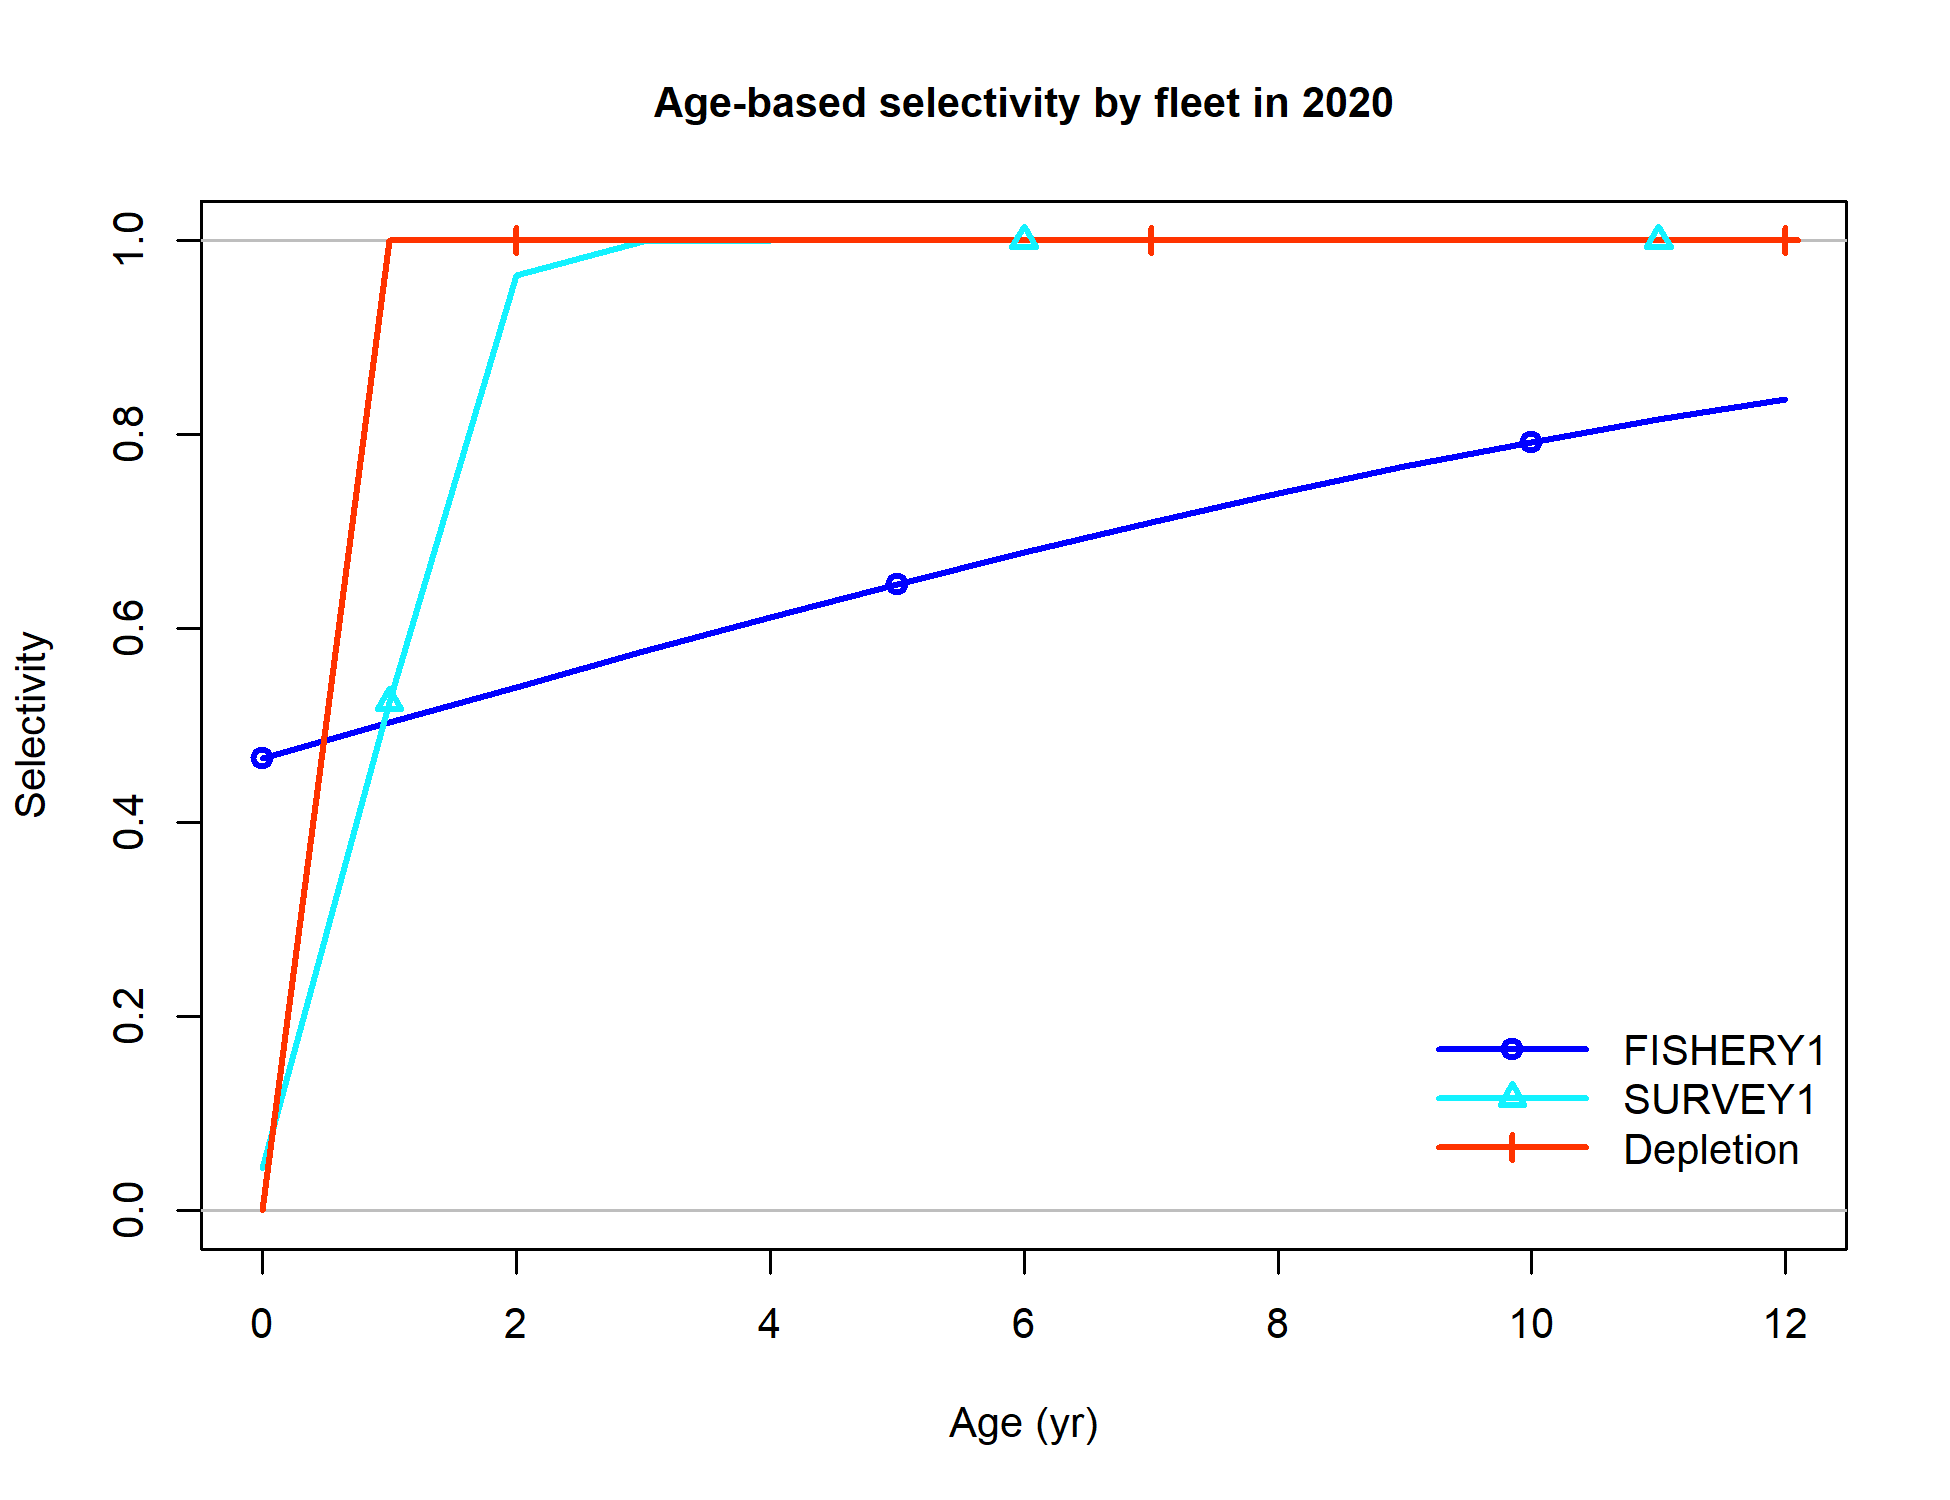 Age-based selectivity by fleet in 2020
Selectivity
1.0
0.8
0.6
0.4
0.2
0.0
FISHERY1
SURVEY1
Depletion
0 2 4 6 8 10 12
Age (yr)